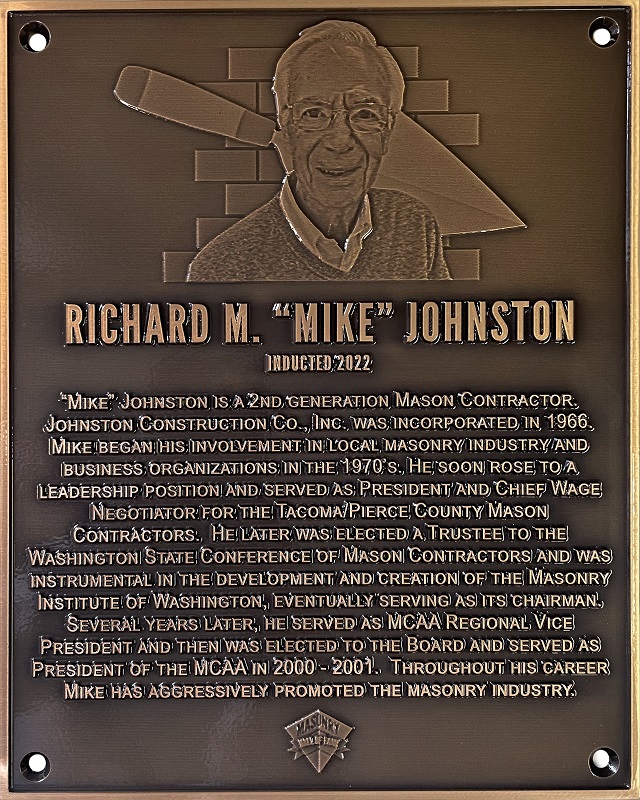 RICHARD M. "MIKE" JOHNSTON
INDUCTED 2022
"MIKE" JOHNSTON IS A 2ND GENERATION MASON CONTRACTOR.
JOHNSTON CONSTRUCTION CO., INC. WAS INCORPORATED IN 1966.
MIKE BEGAN HIS INVOLVEMENT IN LOCAL MASONRY INDUSTRY AND
BUSINESS ORGANIZATIONS IN THE 1970'S. HE SOON ROSE TO A
LEADERSHIP POSITION AND SERVED AS PRESIDENT AND CHIEF WAGE
NEGOTIATOR FOR THE TACOMA/PIERCE COUNTY MASON
CONTRACTORS. HE LATER WAS ELECTED A TRUSTEE TO THE
WASHINGTON STATE CONFERENCE OF MASON CONTRACTORS AND WAS
INSTRUMENTAL IN THE DEVELOPMENT AND CREATION OF THE MASONRY
INSTITUTE OF WASHINGTON, EVENTUALLY SERVING AS ITS CHAIRMAN.
SEVERAL YEARS LATER, HE SERVED AS MCAA REGIONAL VICE
PRESIDENT AND THEN WAS ELECTED TO THE BOARD AND SERVED AS
PRESIDENT OF THE MCAA IN 2000 - 2001. THROUGHOUT HIS CAREER
MIKE HAS AGGRESSIVELY PROMOTED THE MASONRY INDUSTRY.
MASONRY
HALL OF FAME